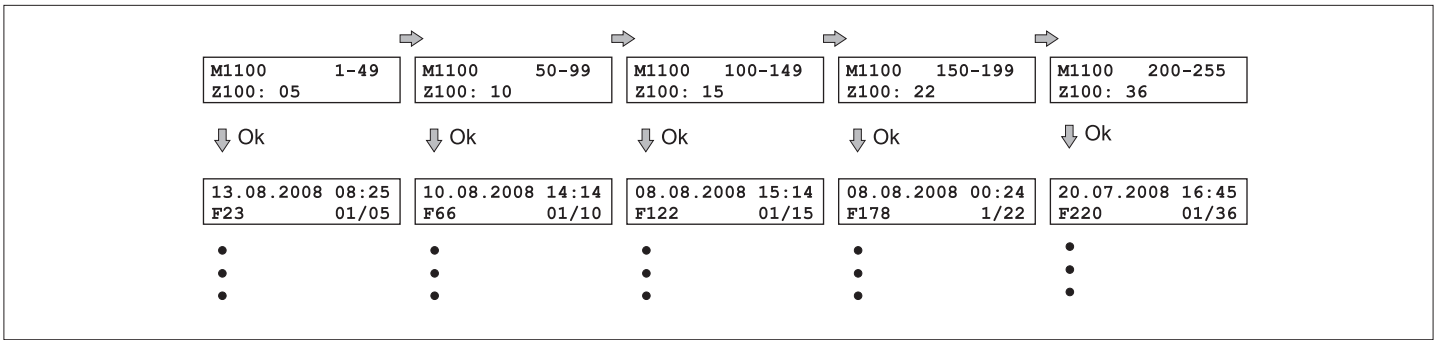 M1100 1-49
Z100: 05
M1100 50-99
Z100: 10
M1100 100-149
Z100: 15
M1100 150-199
Z100: 22
M1100 200-255
Z100: 36
Ok
Ok
Ok
Ok
Ok
13.08.2008 08:25
F23 01/05
10.08.2008 14:14
F66 01/10
08.08.2008 15:14
F122 01/15
08.08.2008 00:24
F178 1/22
20.07.2008 16:45
F220 01/36